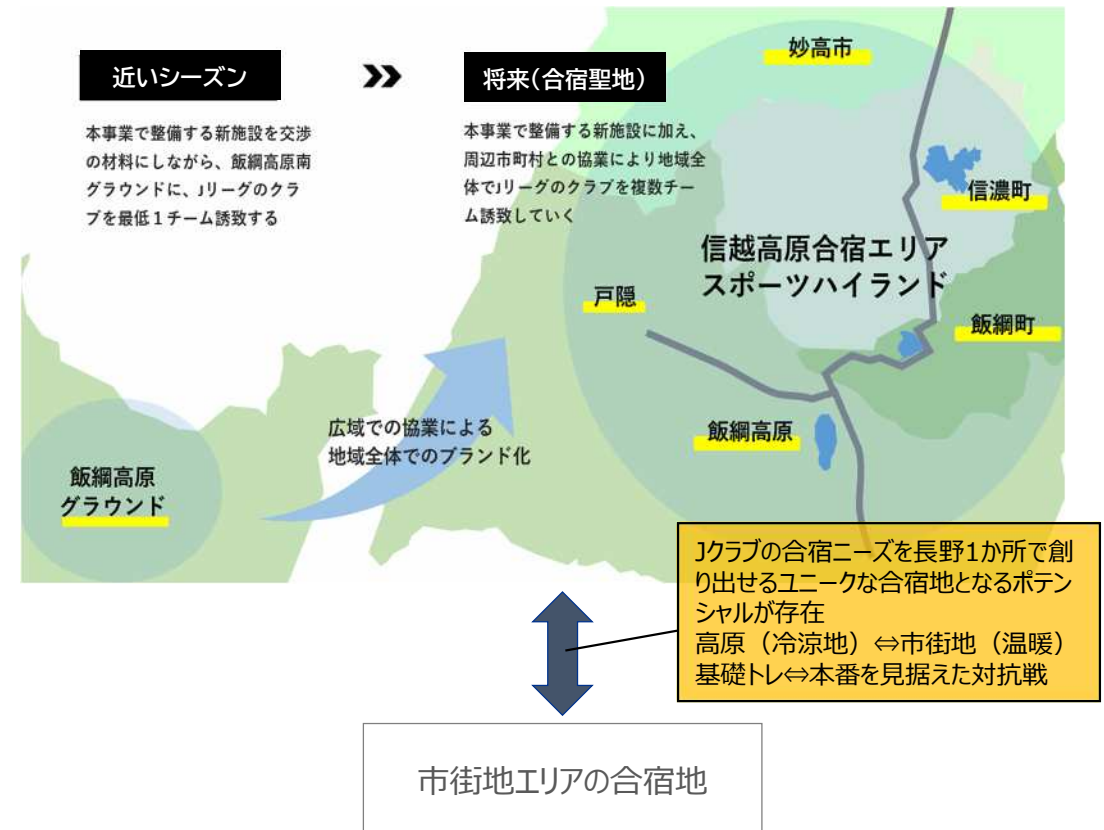 近いシーズン
将来(合宿聖地)
本事業で整備する新施設を交渉
の材料にしながら、飯綱高原南
グラウンドに、Jリーグのクラ
ブを最低1チーム誘致する
本事業で整備する新施設に加え、
周辺市町村との協業により地域全
体でJリーグのクラブを複数チー
ム誘致していく
妙高市
信濃町
信越高原合宿エリア
スポーツハイランド
戸隠
飯綱町
飯綱高原
広域での協業による
地域全体でのブランド化
飯綱高原
グラウンド
Jクラブの合宿ニーズを長野1か所で創
り出せるユニークな合宿地となるポテン
シャルが存在
高原（冷涼地）⇔市街地（温暖）
基礎トレ⇔本番を見据えた対抗戦
市街地エリアの合宿地